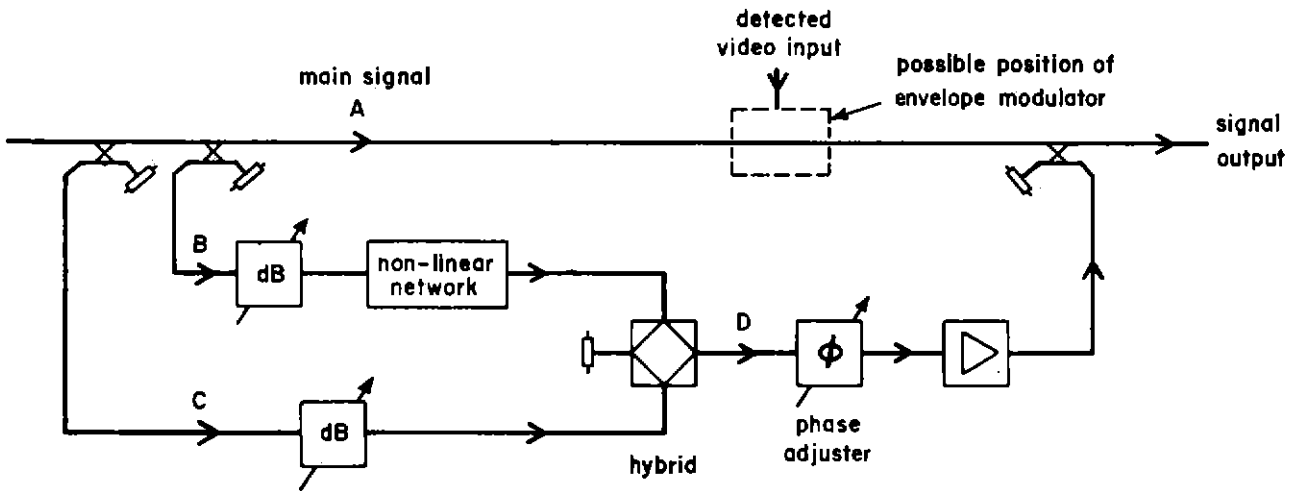 detected
video input
possible position of
envelope modulator
main signal
A
signal
output
B
dB
non-linear
network
D
ϕ
C
dB
phase
adjuster
hybrid